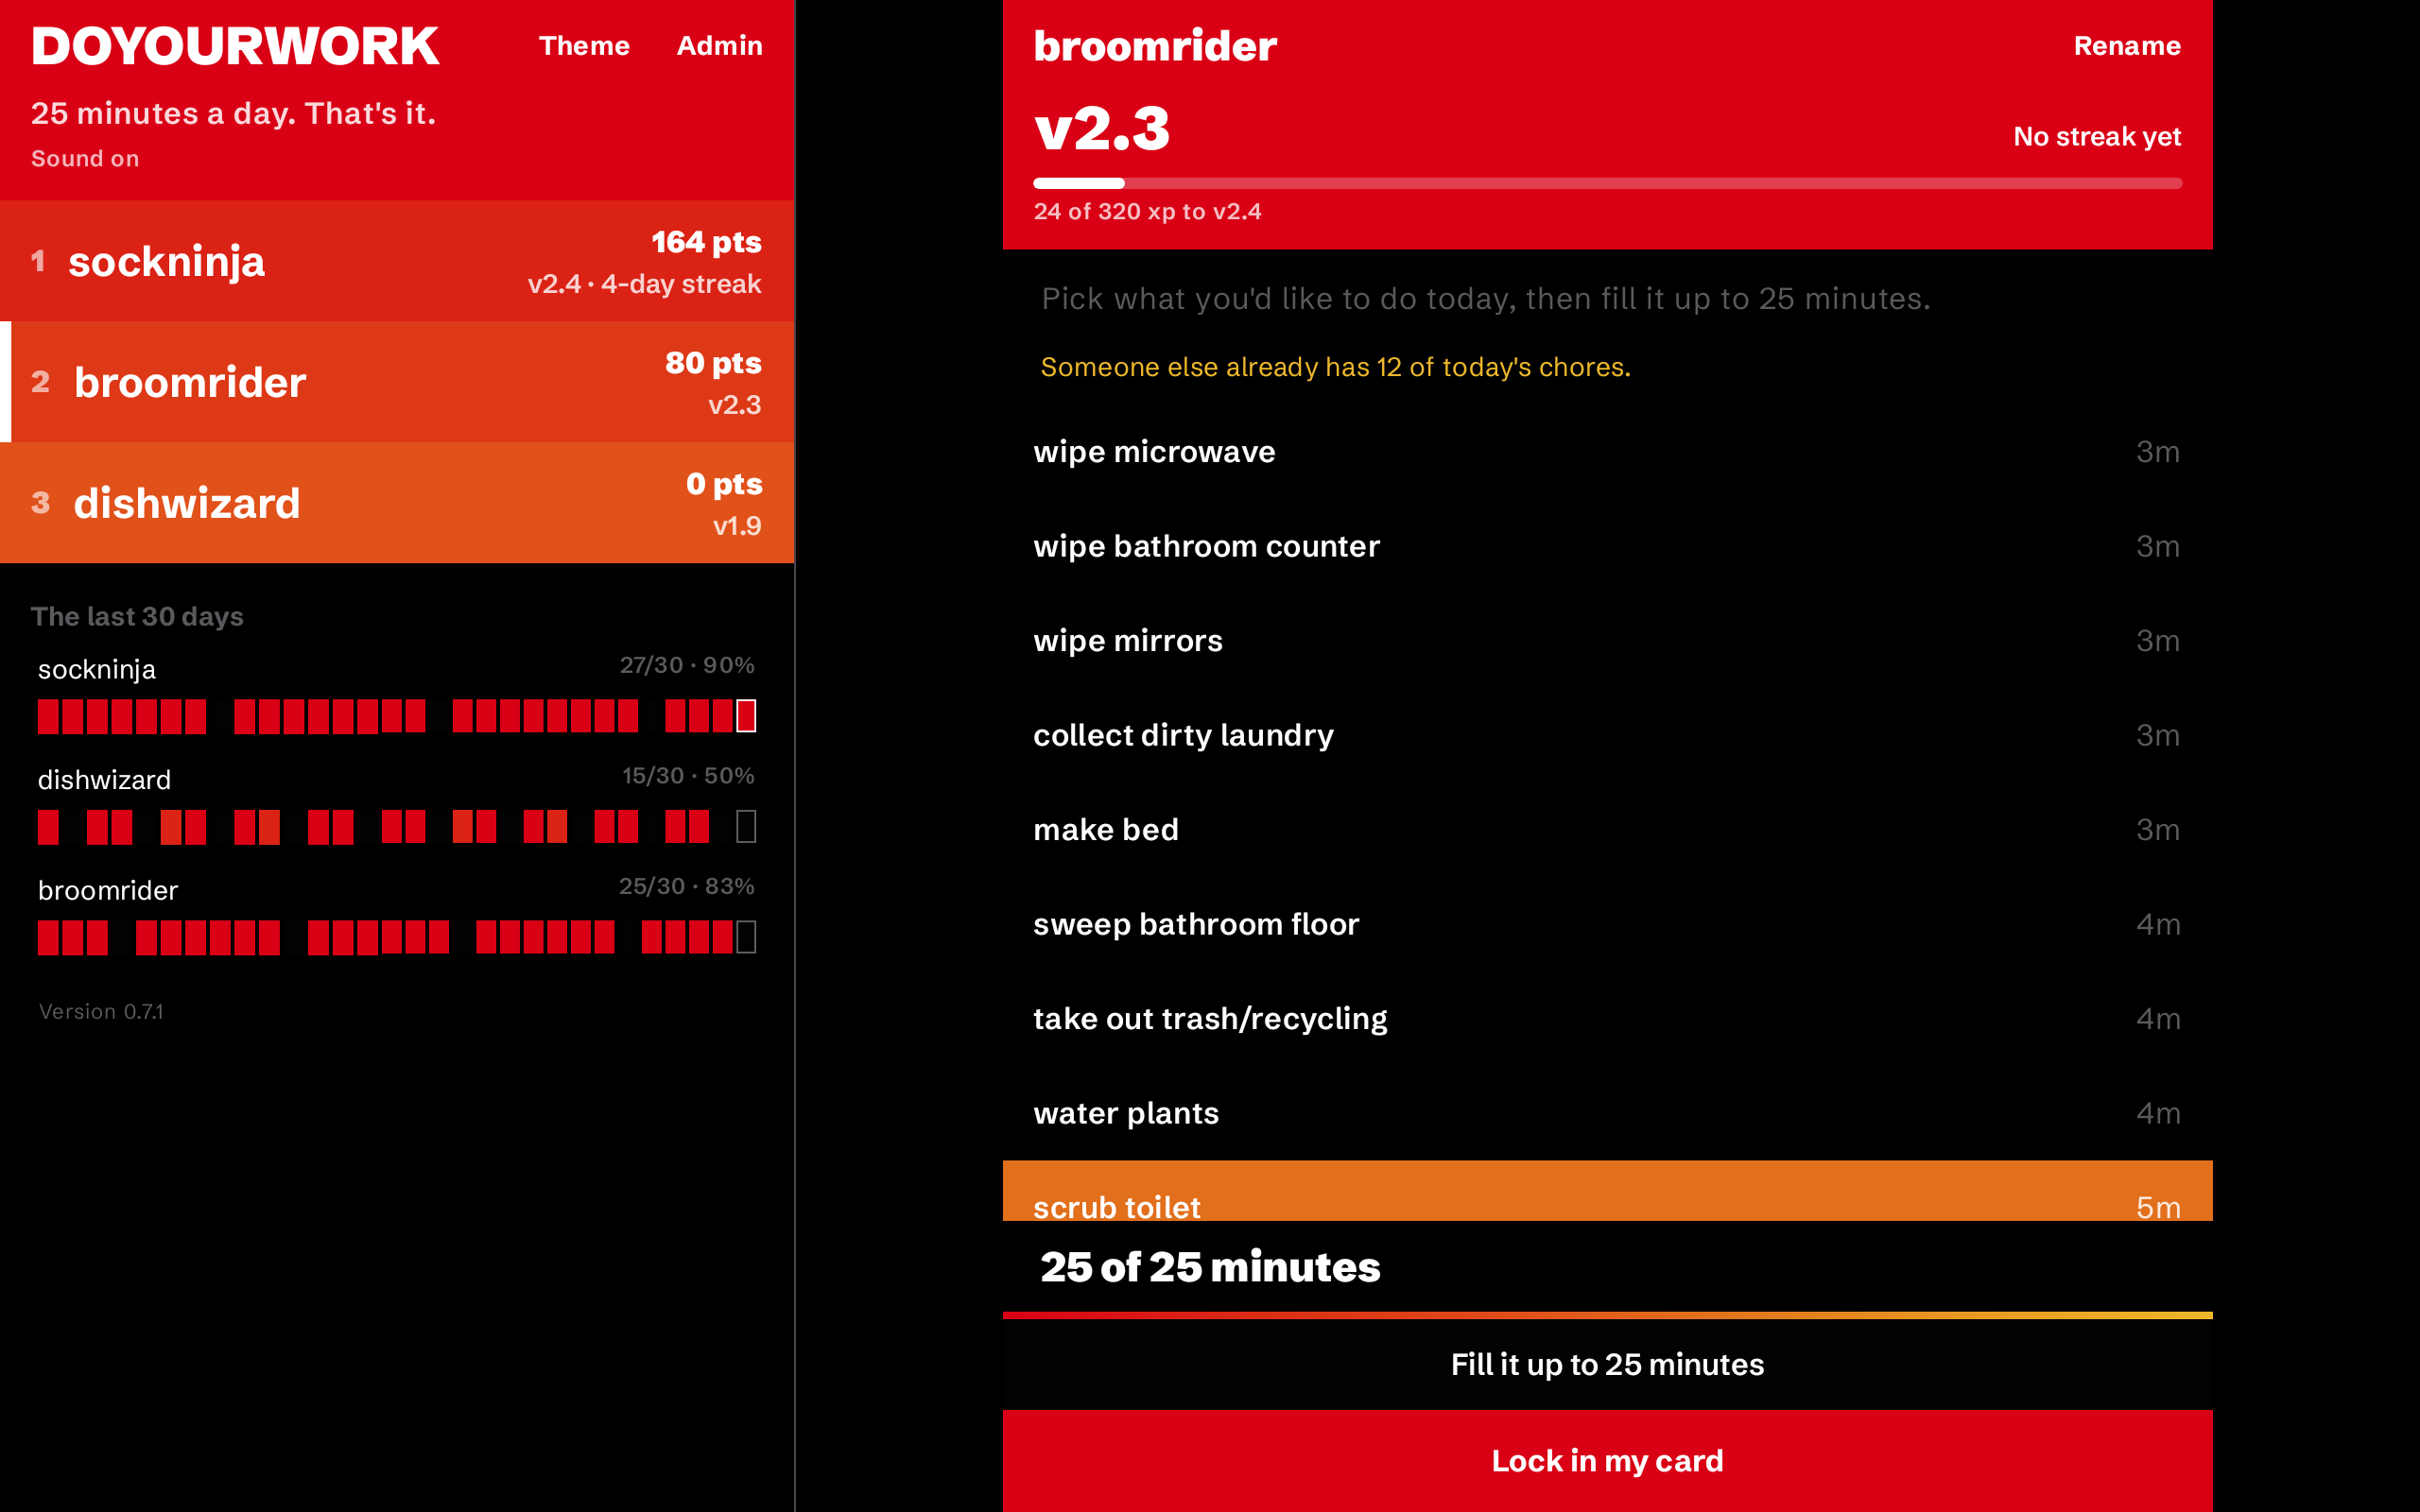 DOYOURWORK
Theme
Admin
25 minutes a day. That's it.
Sound on
1 sockninja
164 pts
v2.4 · 4-day streak
2 broomrider
80 pts
v2.3
3 dishwizard
0 pts
v1.9
The last 30 days
sockninja
27/30 · 90%
dishwizard
15/30 · 50%
broomrider
25/30 · 83%
Version 0.7.1
broomrider
Rename
v2.3
No streak yet
24 of 320 xp to v2.4
Pick what you'd like to do today, then fill it up to 25 minutes.
Someone else already has 12 of today's chores.
wipe microwave 3m
wipe bathroom counter 3m
wipe mirrors 3m
collect dirty laundry 3m
make bed 3m
sweep bathroom floor 4m
take out trash/recycling 4m
water plants 4m
scrub toilet 5m
25 of 25 minutes
Fill it up to 25 minutes
Lock in my card